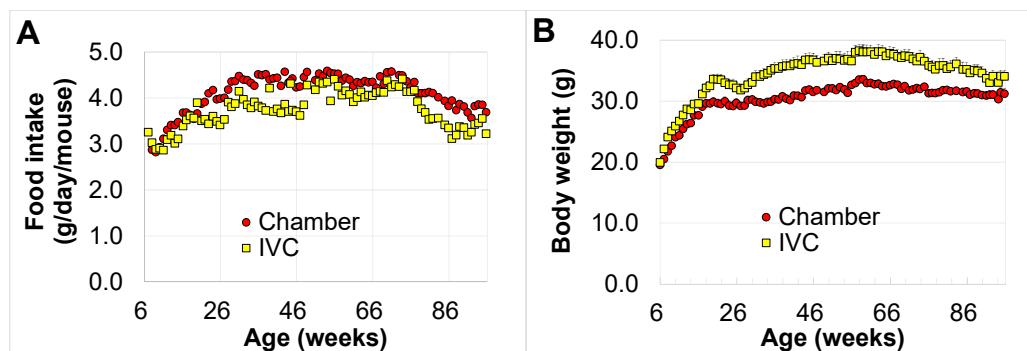 A
Food intake
(g/day/mouse)
5.0
4.0
3.0
2.0
1.0
0.0
Chamber
IVC
6 26 46 66 86
Age (weeks)
B
Body weight (g)
40.0
30.0
20.0
10.0
0.0
Chamber
IVC
6 26 46 66 86
Age (weeks)